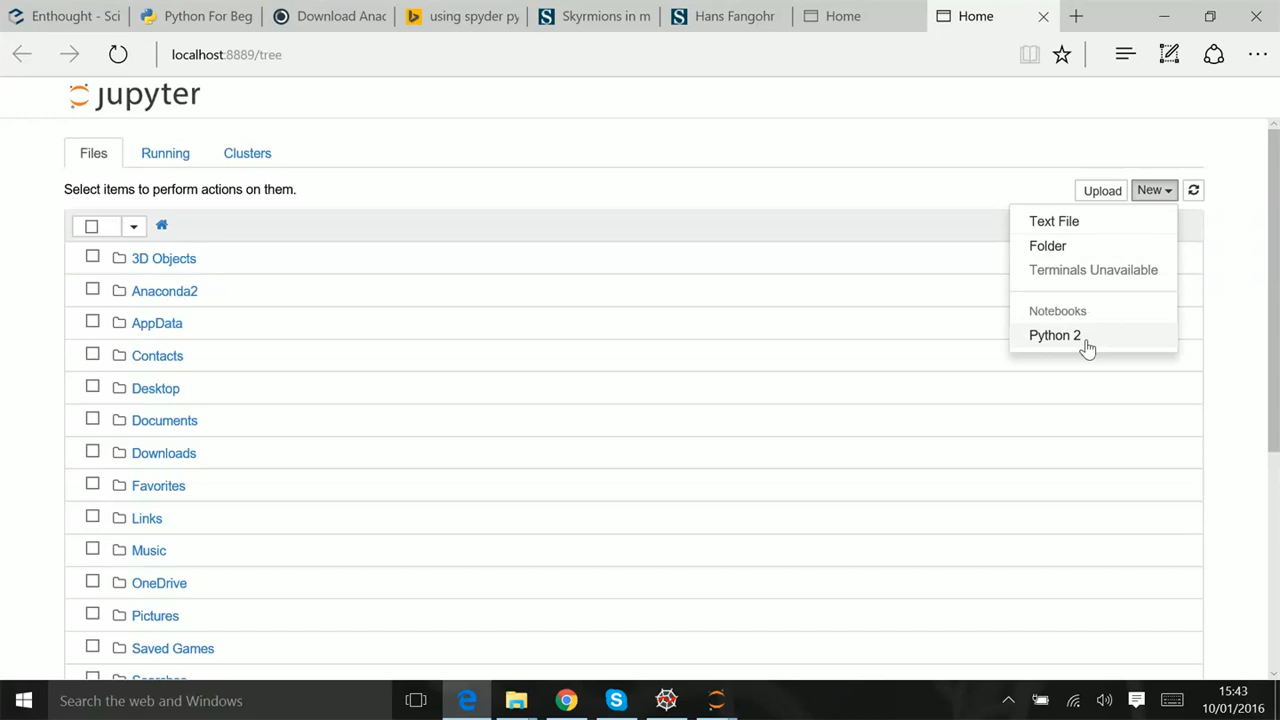 Enthought - Sci
Python For Beg
Download Anac
using spyder py
Skyrmions in m
Hans Fangohr
Home
Home
localhost:8889/tree
jupyter
Files
Running
Clusters
Select items to perform actions on them.
Upload
New
Text File
Folder
Terminals Unavailable
Notebooks
Python 2
3D Objects
Anaconda2
AppData
Contacts
Desktop
Documents
Downloads
Favorites
Links
Music
OneDrive
Pictures
Saved Games
Searches
Search the web and Windows
15:43
10/01/2016